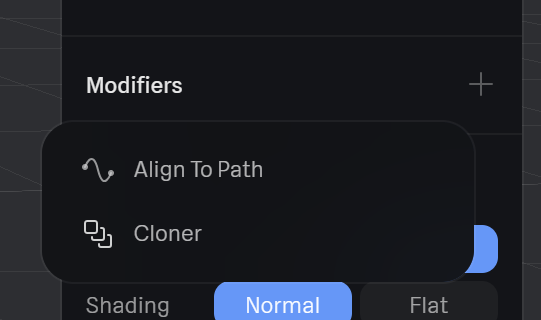 Modifiers
Align To Path
Cloner
Shading
Normal
Flat